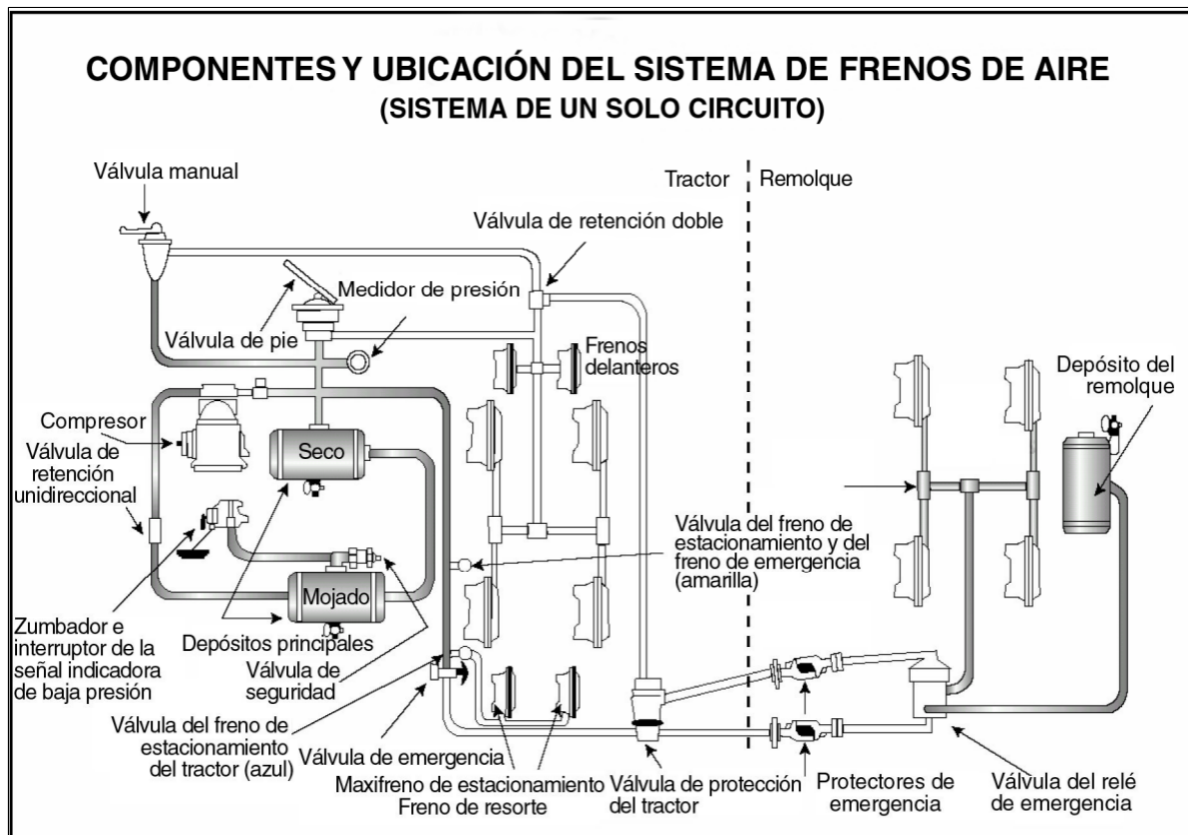 COMPONENTES Y UBICACIÓN DEL SISTEMA DE FRENOS DE AIRE
(SISTEMA DE UN SOLO CIRCUITO)
Válvula manual
Tractor
Remolque
Válvula de retención doble
Medidor de presión
Válvula de pie
Frenos
delanteros
Depósito del
remolque
Compresor
Válvula de
retención
unidireccional
Seco
Válvula del freno de
estacionamiento y del
freno de emergencia
(amarilla)
Mojado
Zumbador e
interruptor de la
señal indicadora
de baja presión
Depósitos principales
Válvula de
seguridad
Válvula del freno de
estacionamiento
del tractor (azul)
Válvula de emergencia
Maxifreno de estacionamiento
Freno de resorte
Válvula de protección
del tractor
Protectores de
emergencia
Válvula del relé
de emergencia